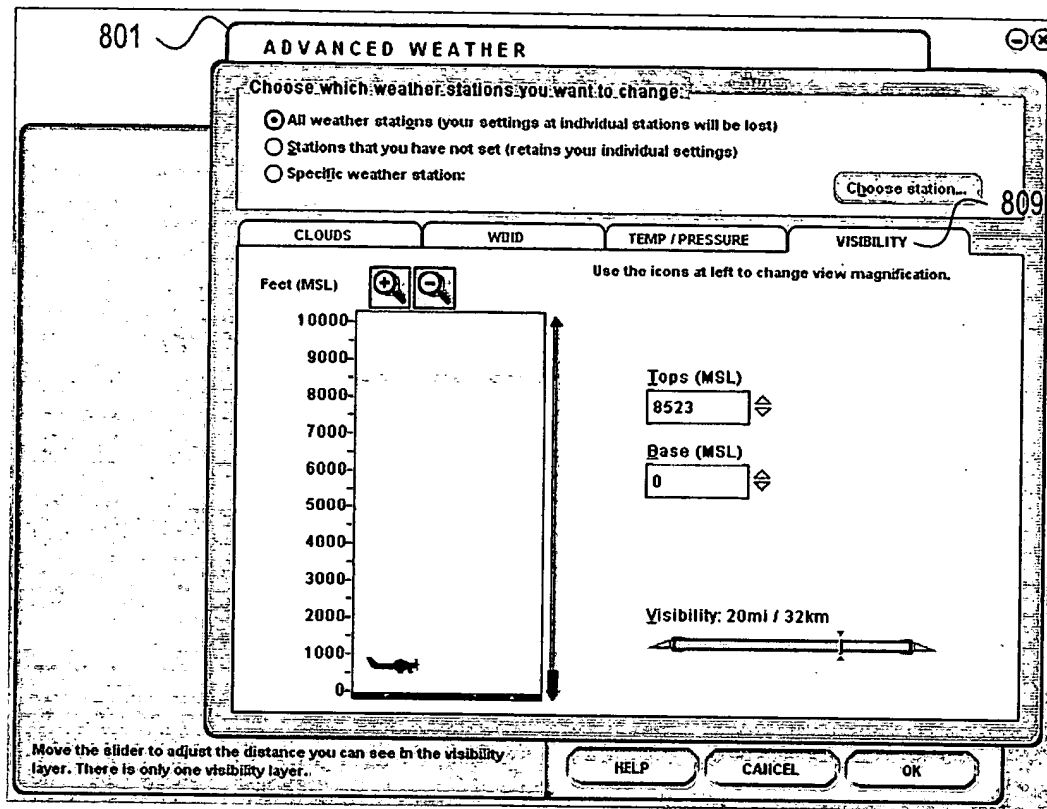 801
ADVANCED WEATHER
Choose which weather stations you want to change:
All weather stations (your settings at individual stations will be lost)
Stations that you have not set (retains your individual settings)
Specific weather station:
Choose station...
809
CLOUDS WIND TEMP / PRESSURE VISIBILITY
Use the icons at left to change view magnification.
Feet (MSL)
10000
9000
8000
7000
6000
5000
4000
3000
2000
1000
0
Tops (MSL)
8523
Base (MSL)
0
Visibility: 20mi / 32km
Move the slider to adjust the distance you can see in the visibility
layer. There is only one visibility layer.
HELP CANCEL OK